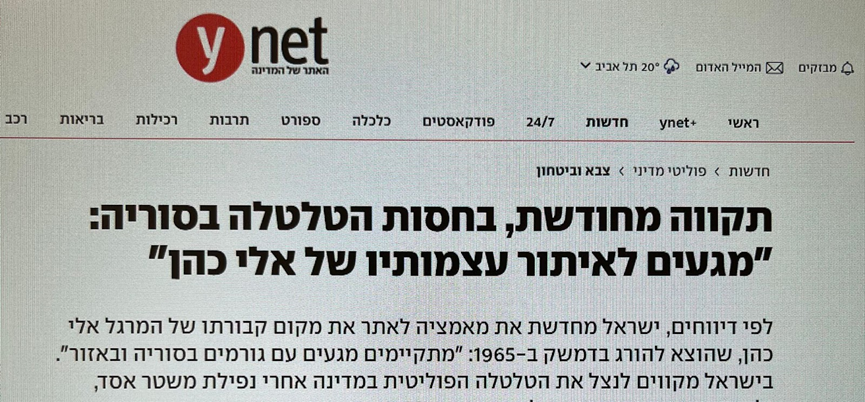 ynet
האתר של המדינה
מבזקים המייל האדום 20° תל אביב
ראשי ynet+ חדשות 24/7 פודקאסטים כלכלה ספורט תרבות רכילות בריאות רכב
חדשות > פוליטי מדיני > צבא וביטחון
תקווה מחודשת, בחסות הטלטלה בסוריה:
"מגעים לאיתור עצמותיו של אלי כהן"
לפי דיווחים, ישראל מחדשת את מאמציה לאתר את מקום קבורתו של המרגל אלי
כהן, שהוצא להורג בדמשק ב-1965: "מתקיימים מגעים עם גורמים בסוריה ובאזור".
בישראל מקווים לנצל את הטלטלה הפוליטית במדינה אחרי נפילת משטר אסד,